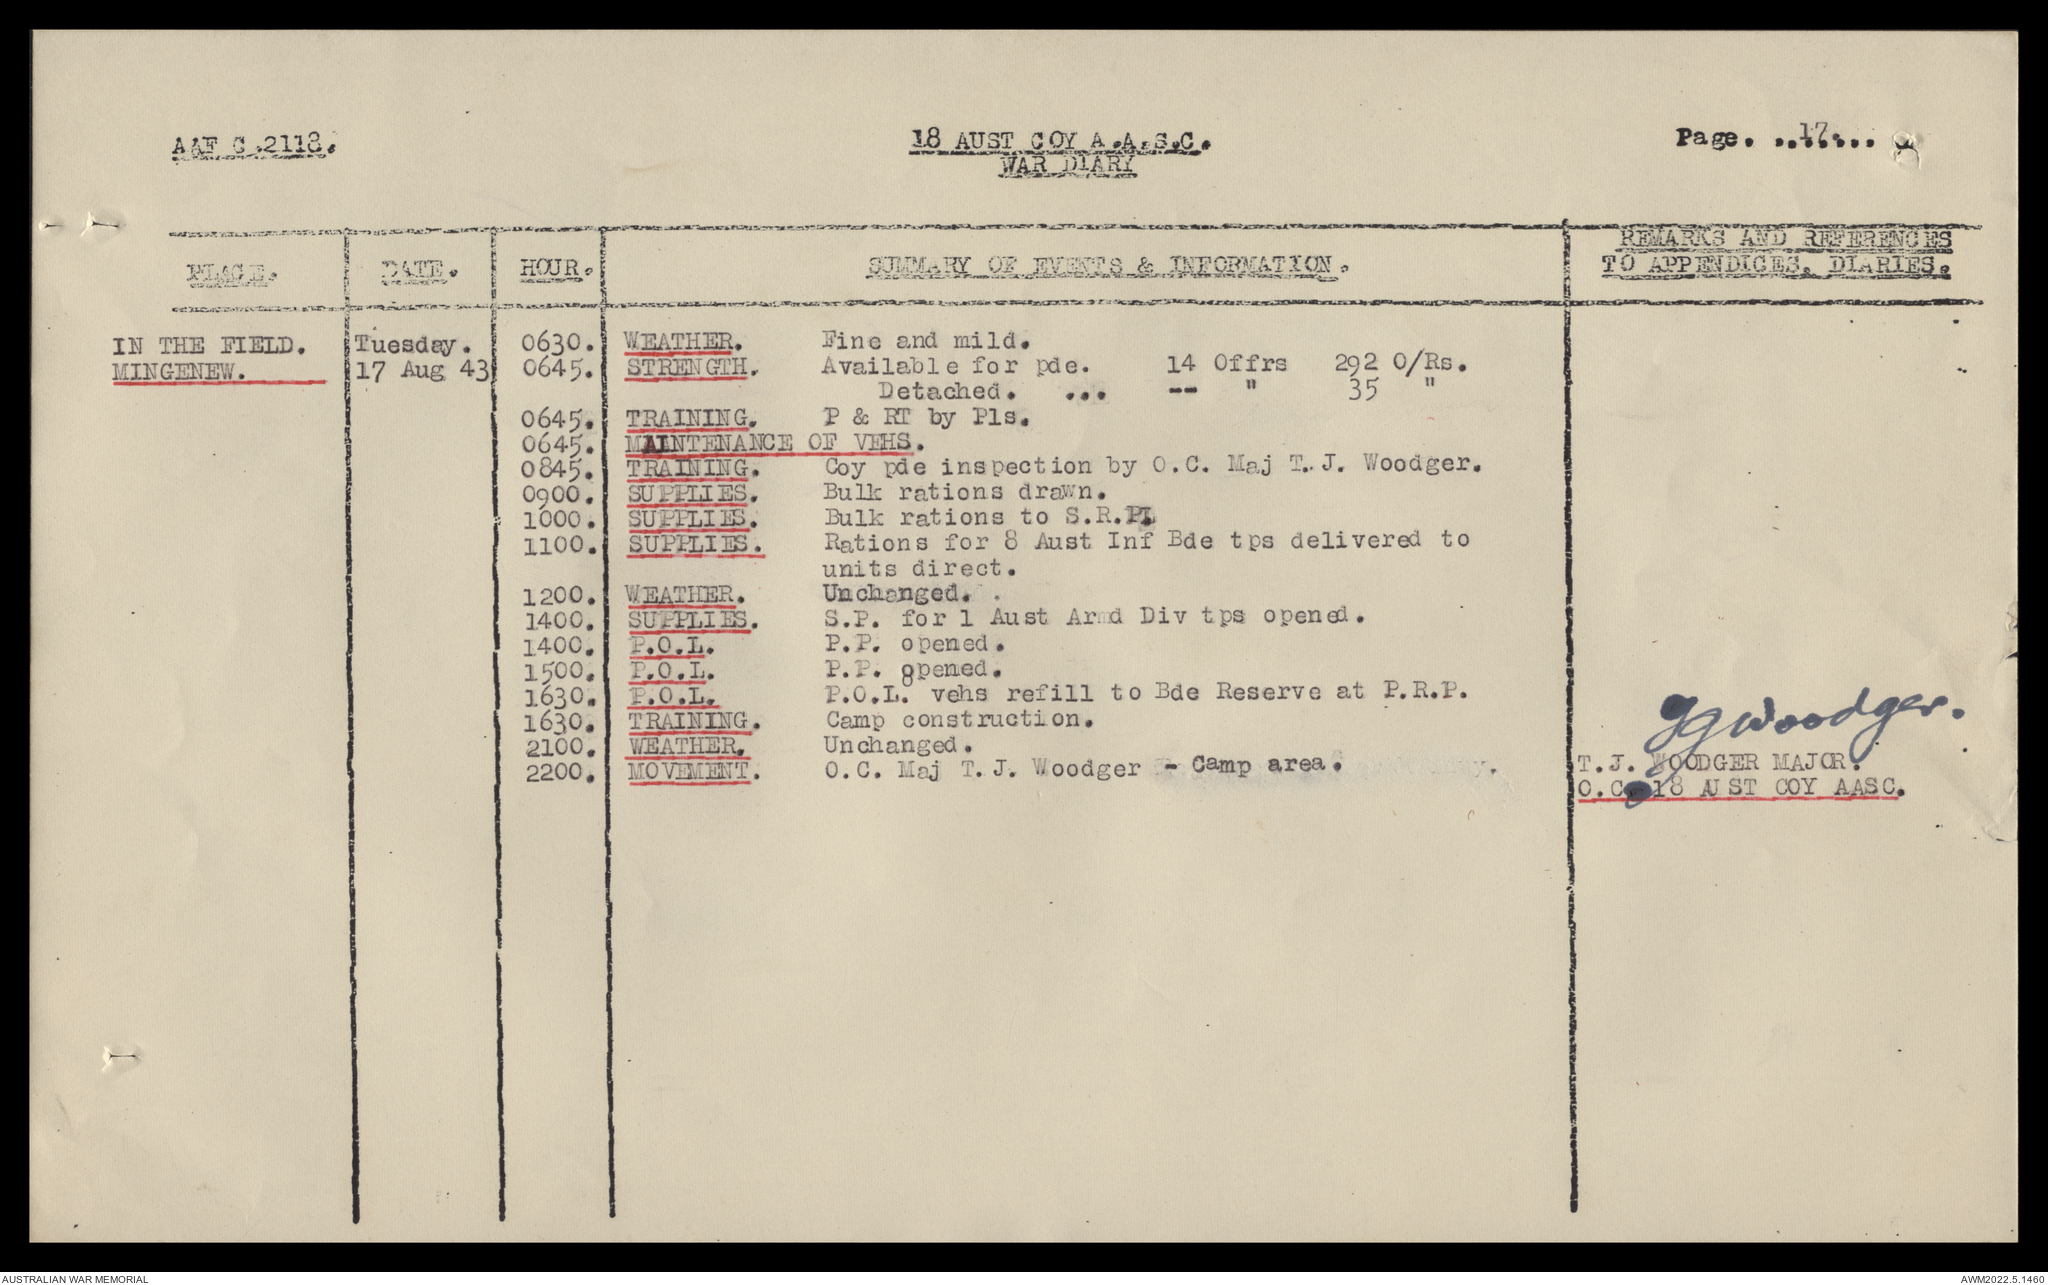 AAF C.2118.
18 AUST COY A.A.S.C.
WAR DIARY
Page. ..17....
PLACE.
DATE.
HOUR.
SUMMARY OF EVENTS & INFORMATION.
REMARKS AND REFERENCES
TO APPENDICES. DIARIES.
IN THE FIELD. Tuesday. 0630. WEATHER. Fine and mild.
MINGENEW. 17 Aug 43 0645. STRENGTH. Available for pde. 14 Offrs 292 O/Rs.
Detached. ... -- " 35 "
0645. TRAINING. P & RT by Pls.
0645. MAINTENANCE OF VEHS.
0845. TRAINING. Coy pde inspection by O.C. Maj T.J. Woodger.
0900. SUPPLIES. Bulk rations drawn.
1000. SUPPLIES. Bulk rations to S.R.P.
1100. SUPPLIES. Rations for 8 Aust Inf Bde tps delivered to
units direct.
1200. WEATHER. Unchanged.
1400. SUPPLIES. S.P. for 1 Aust Armd Div tps opened.
1400. P.O.L. P.P. opened.
1500. P.O.L. P.P. opened.
1630. P.O.L. P.O.L. vehs refill to Bde Reserve at P.R.P.
1630. TRAINING. Camp construction.
2100. WEATHER. Unchanged.
2200. MOVEMENT. O.C. Maj T.J. Woodger - Camp area.
TJWoodger.
T.J. WOODGER MAJOR.
O.C. 18 AUST COY AASC.
AUSTRALIAN WAR MEMORIAL
AWM2022.5.1460